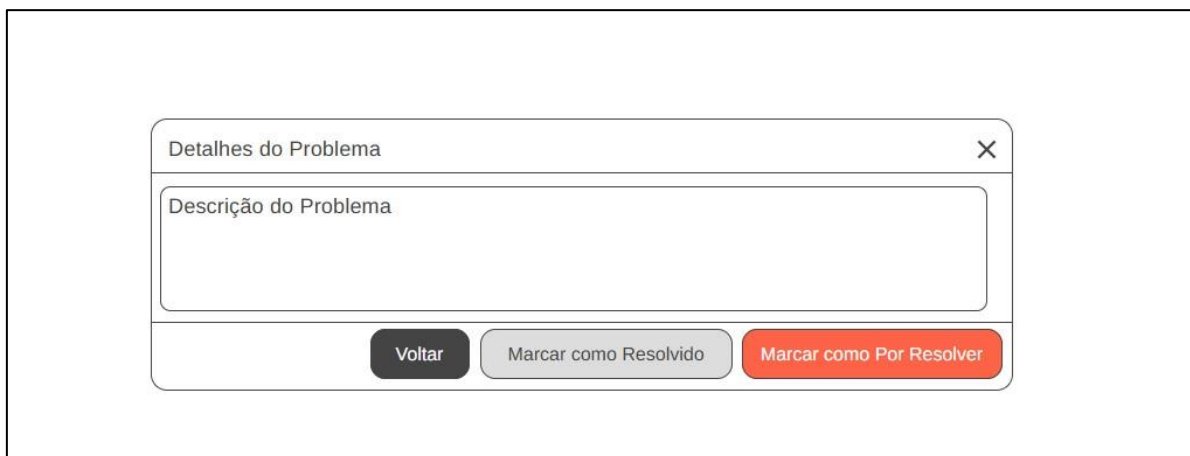 Detalhes do Problema
Descrição do Problema
Voltar
Marcar como Resolvido
Marcar como Por Resolver